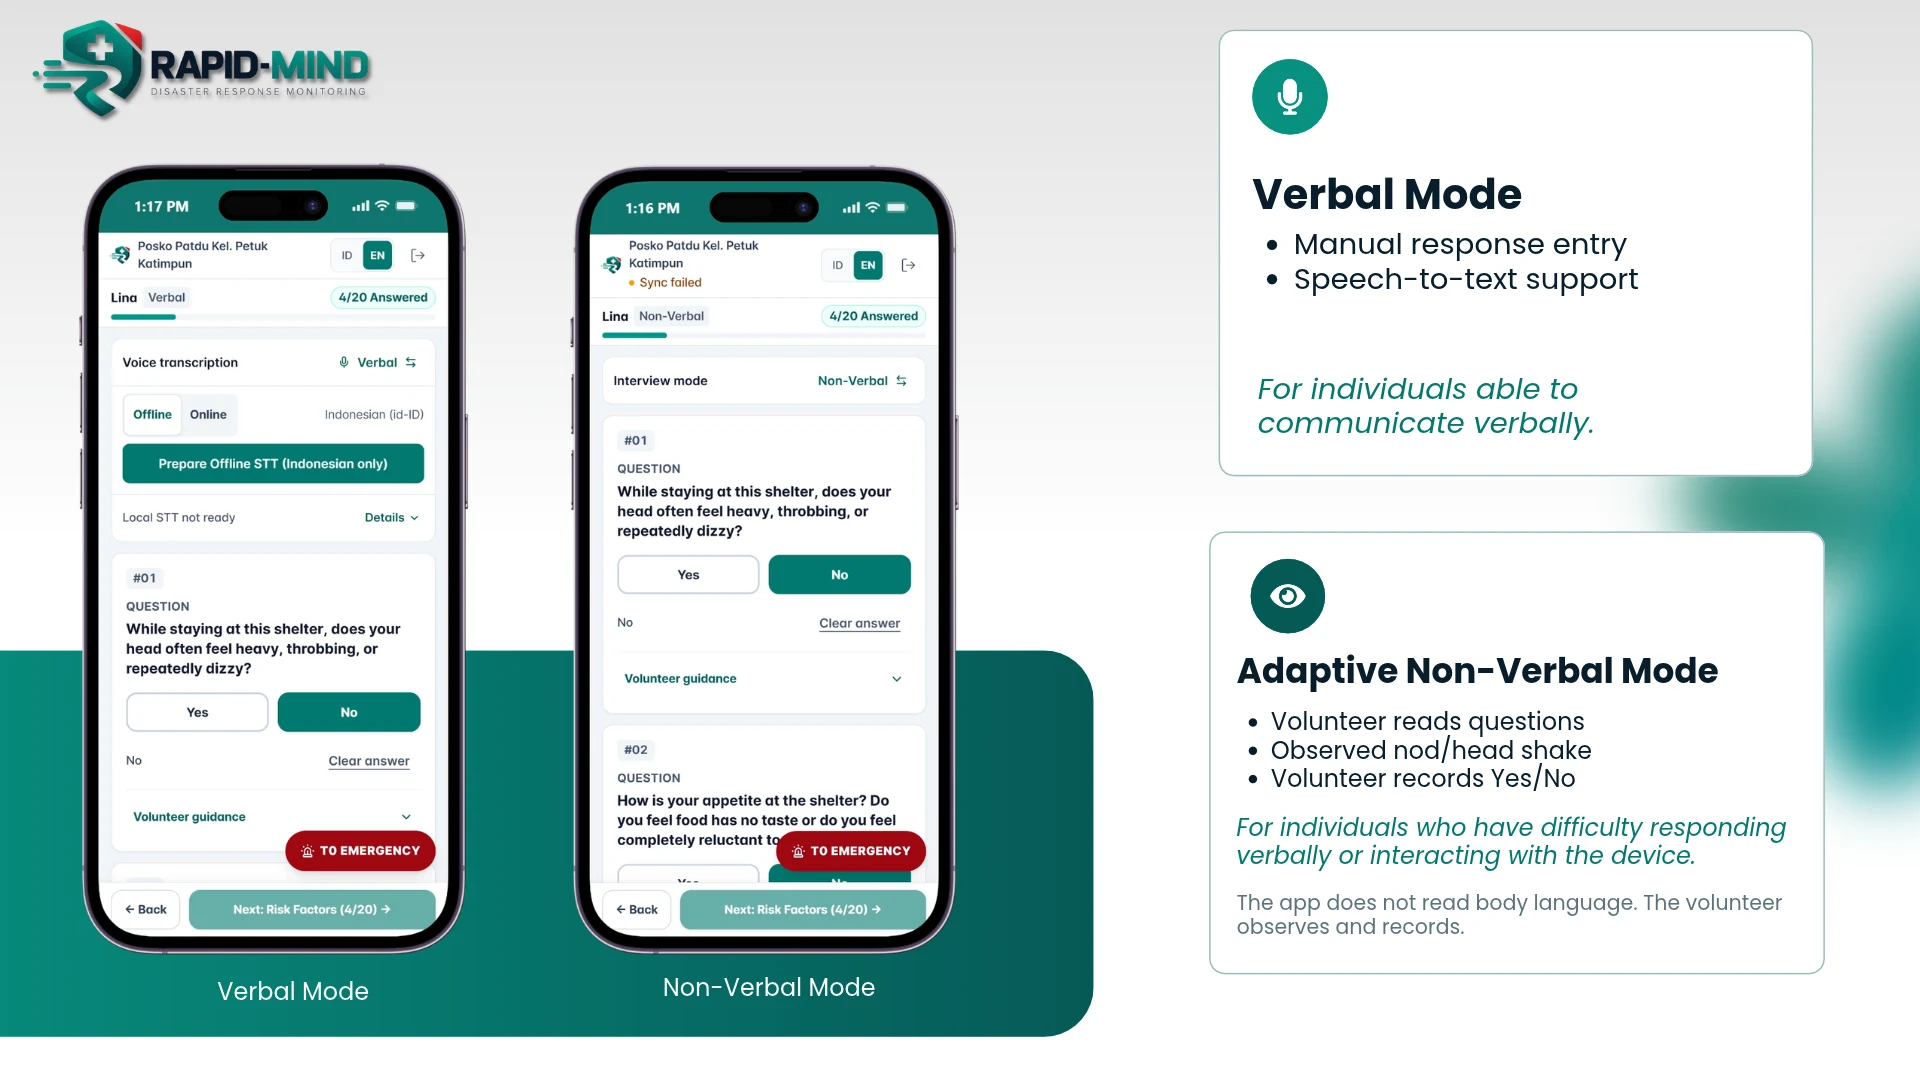 RAPID-MIND
DISASTER RESPONSE MONITORING
1:17 PM
Posko Patdu Kel. Petuk
Katimpun
ID EN
Lina Verbal 4/20 Answered
Voice transcription Verbal
Offline Online Indonesian (id-ID)
Prepare Offline STT (Indonesian only)
Local STT not ready Details
#01
QUESTION
While staying at this shelter, does your
head often feel heavy, throbbing, or
repeatedly dizzy?
Yes No
No Clear answer
Volunteer guidance
T0 EMERGENCY
← Back Next: Risk Factors (4/20) →
Verbal Mode
1:16 PM
Posko Patdu Kel. Petuk
Katimpun
Sync failed
ID EN
Lina Non-Verbal 4/20 Answered
Interview mode Non-Verbal
#01
QUESTION
While staying at this shelter, does your
head often feel heavy, throbbing, or
repeatedly dizzy?
Yes No
No Clear answer
Volunteer guidance
#02
QUESTION
How is your appetite at the shelter? Do
you feel food has no taste or do you feel
completely reluctant to
T0 EMERGENCY
Yes No
← Back Next: Risk Factors (4/20) →
Non-Verbal Mode
Verbal Mode
• Manual response entry
• Speech-to-text support
For individuals able to
communicate verbally.
Adaptive Non-Verbal Mode
• Volunteer reads questions
• Observed nod/head shake
• Volunteer records Yes/No
For individuals who have difficulty responding
verbally or interacting with the device.
The app does not read body language. The volunteer
observes and records.